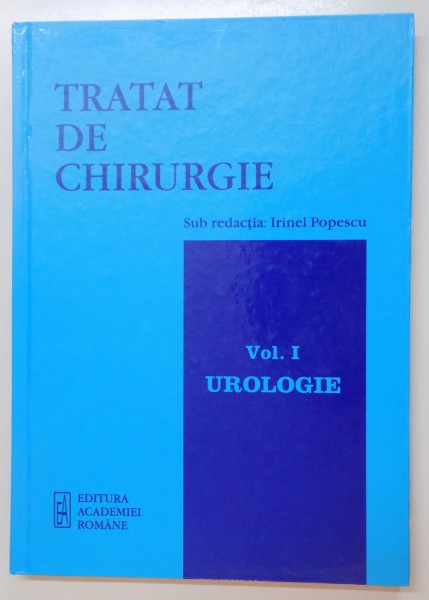 TRATAT
DE
CHIRURGIE
Sub redacția: Irinel Popescu
Vol. I
UROLOGIE
EA
EDITURA
ACADEMIEI
ROMÂNE